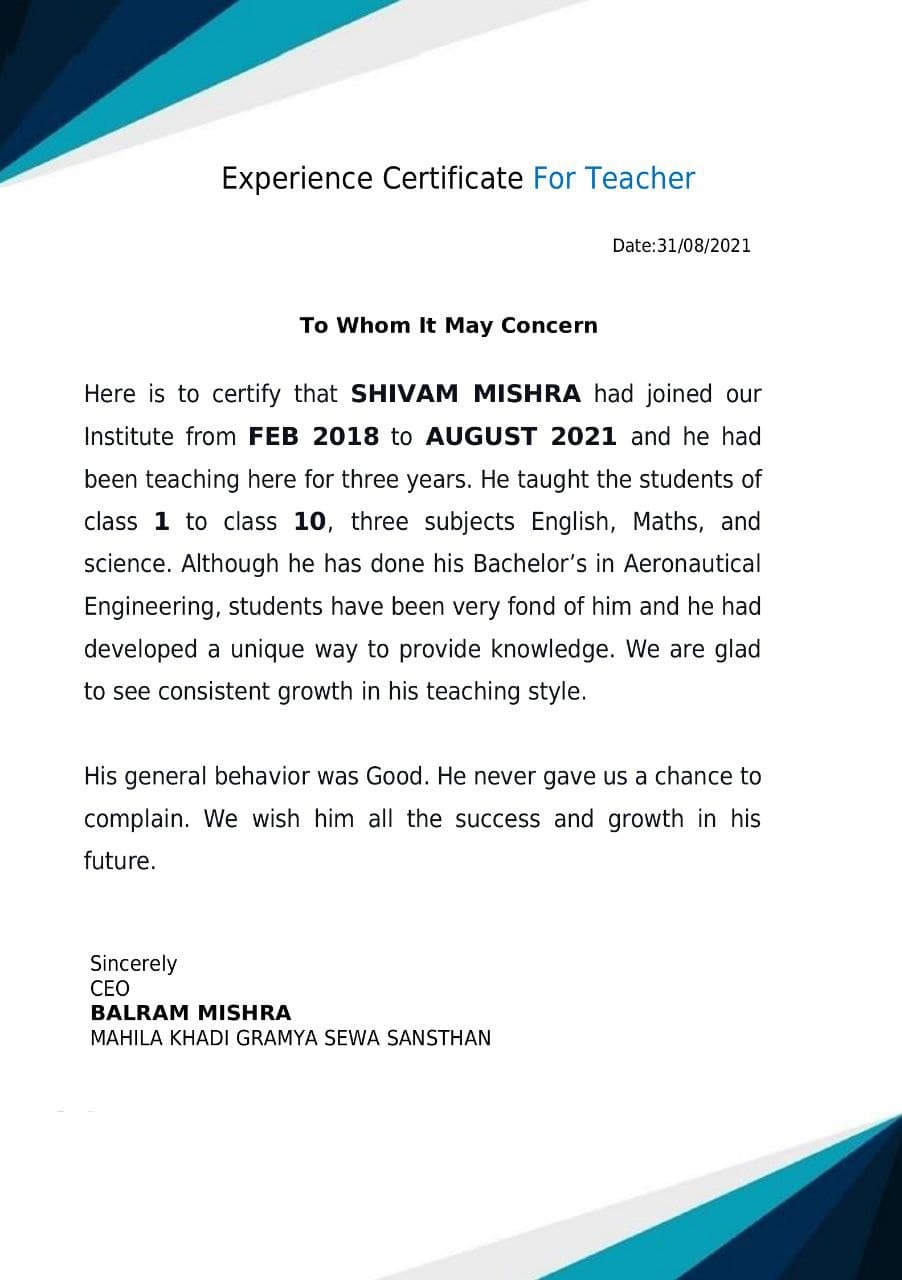 Experience Certificate For Teacher
Date:31/08/2021
To Whom It May Concern
Here is to certify that SHIVAM MISHRA had joined our
Institute from FEB 2018 to AUGUST 2021 and he had
been teaching here for three years. He taught the students of
class 1 to class 10, three subjects English, Maths, and
science. Although he has done his Bachelor’s in Aeronautical
Engineering, students have been very fond of him and he had
developed a unique way to provide knowledge. We are glad
to see consistent growth in his teaching style.
His general behavior was Good. He never gave us a chance to
complain. We wish him all the success and growth in his
future.
Sincerely
CEO
BALRAM MISHRA
MAHILA KHADI GRAMYA SEWA SANSTHAN